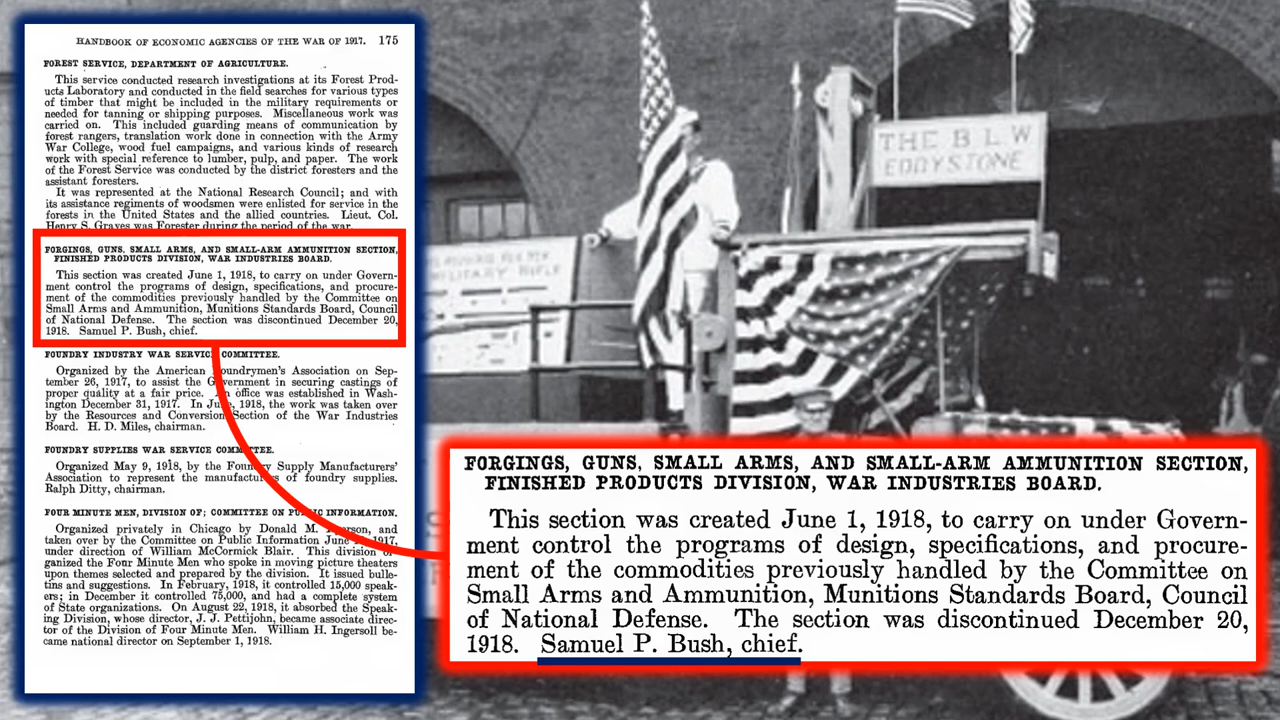 HANDBOOK OF ECONOMIC AGENCIES OF THE WAR OF 1917. 175
FOREST SERVICE, DEPARTMENT OF AGRICULTURE.
This service conducted research investigations at its Forest Prod-
ucts Laboratory and conducted in the field searches for various types
of timber that might be included in the military requirements or
needed for tanning or shipping purposes. Miscellaneous work was
carried on. This included guarding means of communication by
forest rangers, translation work done in connection with the Army
War College, wood fuel campaigns, and various kinds of research
work with special reference to lumber, pulp, and paper. The work
of the Forest Service was conducted by the district foresters and the
assistant foresters.
It was represented at the National Research Council; and with
its assistance regiments of woodsmen were enlisted for service in the
forests in the United States and the allied countries. Lieut. Col.
Henry S. Graves was Forester during the period of the war.
FORGINGS, GUNS, SMALL ARMS, AND SMALL-ARM AMMUNITION SECTION,
FINISHED PRODUCTS DIVISION, WAR INDUSTRIES BOARD.
This section was created June 1, 1918, to carry on under Govern-
ment control the programs of design, specifications, and procure-
ment of the commodities previously handled by the Committee on
Small Arms and Ammunition, Munitions Standards Board, Council
of National Defense. The section was discontinued December 20,
1918. Samuel P. Bush, chief.
FOUNDRY INDUSTRY WAR SERVICE COMMITTEE.
Organized by the American Foundrymen's Association on Sep-
tember 26, 1917, to assist the Government in securing castings of
proper quality at a fair price. An office was established in Wash-
ington December 31, 1917. In June, 1918, the work was taken over
by the Resources and Conversion Section of the War Industries
Board. H. D. Miles, chairman.
FOUNDRY SUPPLIES WAR SERVICE COMMITTEE.
Organized May 9, 1918, by the Foundry Supply Manufacturers'
Association to represent the manufacturers of foundry supplies.
Ralph Ditty, chairman.
FOUR MINUTE MEN, DIVISION OF; COMMITTEE ON PUBLIC INFORMATION.
Organized privately in Chicago by Donald M. and
taken over by the Committee on Public Information June 1917,
under direction of William McCormick Blair. This division or-
ganized the Four Minute Men who spoke in moving picture theaters
upon themes selected and prepared by the division. It issued bulle-
tins and suggestions. In February, 1918, it controlled 15,000 speak-
ers; in December it controlled 75,000, and had a complete system
of State organizations. On August 22, 1918, it absorbed the Speak-
ing Division, whose director, J. J. Pettijohn, became associate direc-
tor of the Division of Four Minute Men. William H. Ingersoll be-
came national director on September 1, 1918.
THE B L W
EDDYSTONE
MILITARY RIFLE
FORGINGS, GUNS, SMALL ARMS, AND SMALL-ARM AMMUNITION SECTION,
FINISHED PRODUCTS DIVISION, WAR INDUSTRIES BOARD.
This section was created June 1, 1918, to carry on under Govern-
ment control the programs of design, specifications, and procure-
ment of the commodities previously handled by the Committee on
Small Arms and Ammunition, Munitions Standards Board, Council
of National Defense. The section was discontinued December 20,
1918. Samuel P. Bush, chief.